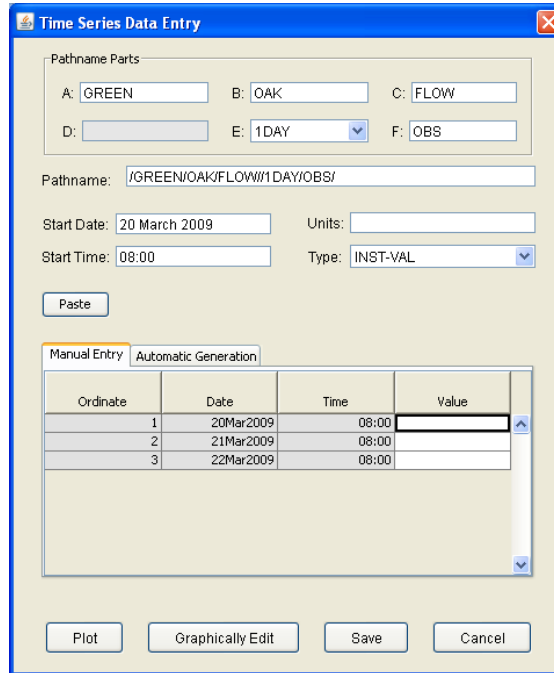 Time Series Data Entry
Pathname Parts
A: GREEN B: OAK C: FLOW
D: E: 1DAY F: OBS
Pathname: /GREEN/OAK/FLOW//1DAY/OBS/
Start Date: 20 March 2009 Units:
Start Time: 08:00 Type: INST-VAL
Paste
Manual Entry Automatic Generation
Ordinate Date Time Value
1 20Mar2009 08:00
2 21Mar2009 08:00
3 22Mar2009 08:00
Plot Graphically Edit Save Cancel